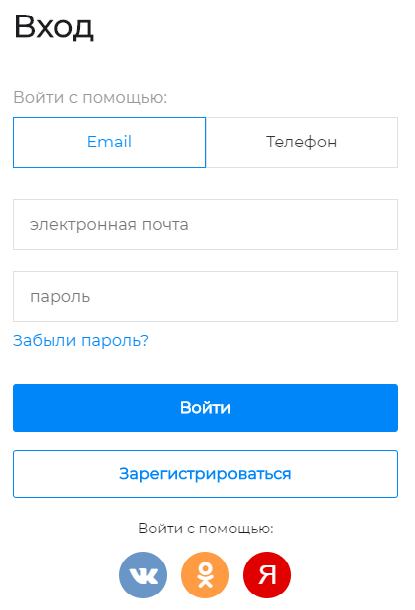 Вход
Войти с помощью:
Email
Телефон
электронная почта
пароль
Забыли пароль?
Войти
Зарегистрироваться
Войти с помощью:
Я